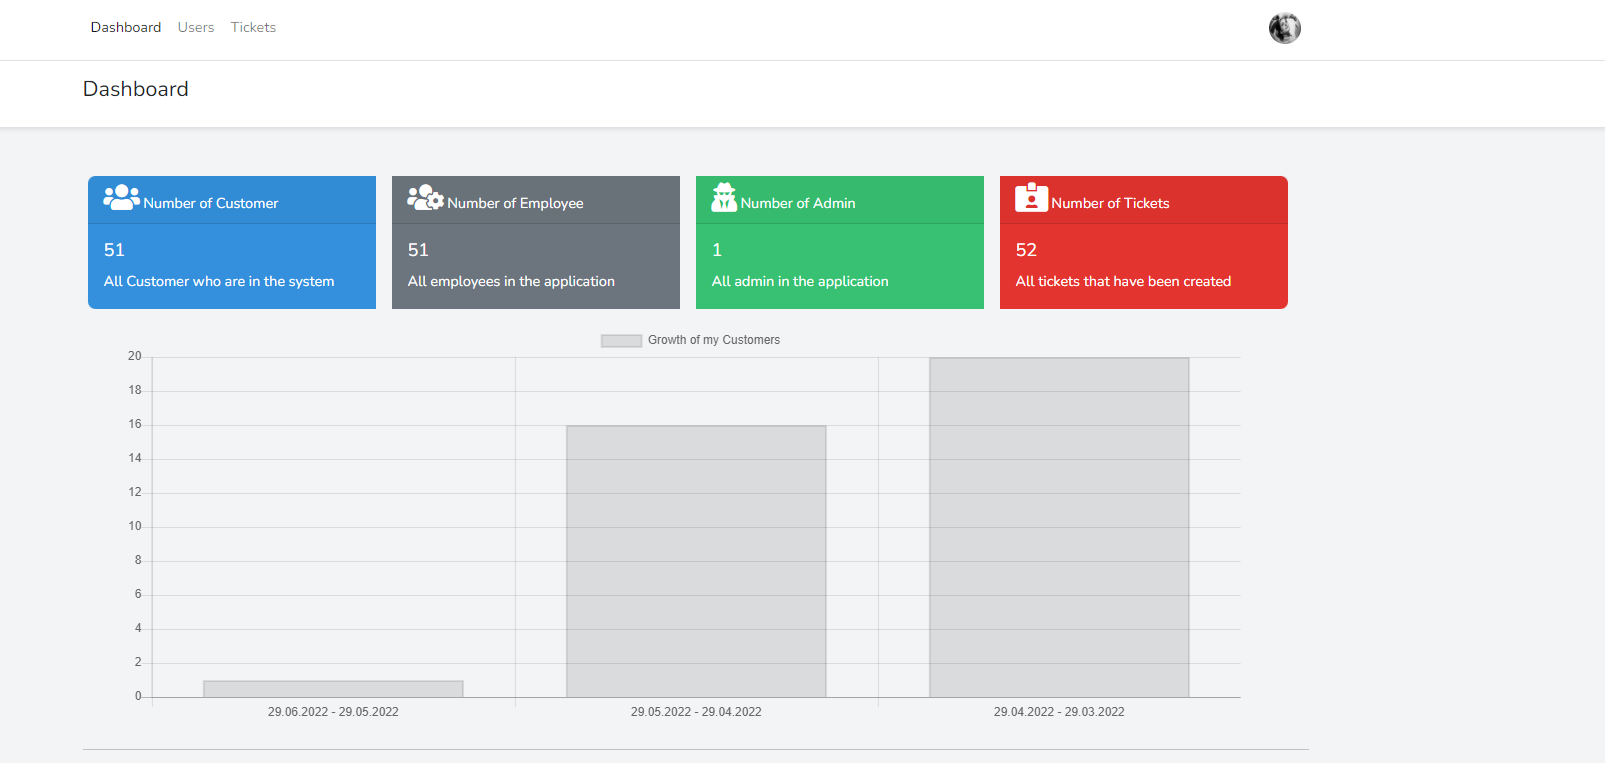 Dashboard Users Tickets
Dashboard
Number of Customer
51
All Customer who are in the system
Number of Employee
51
All employees in the application
Number of Admin
1
All admin in the application
Number of Tickets
52
All tickets that have been created
Growth of my Customers
20
18
16
14
12
10
8
6
4
2
0
29.06.2022 - 29.05.2022 29.05.2022 - 29.04.2022 29.04.2022 - 29.03.2022